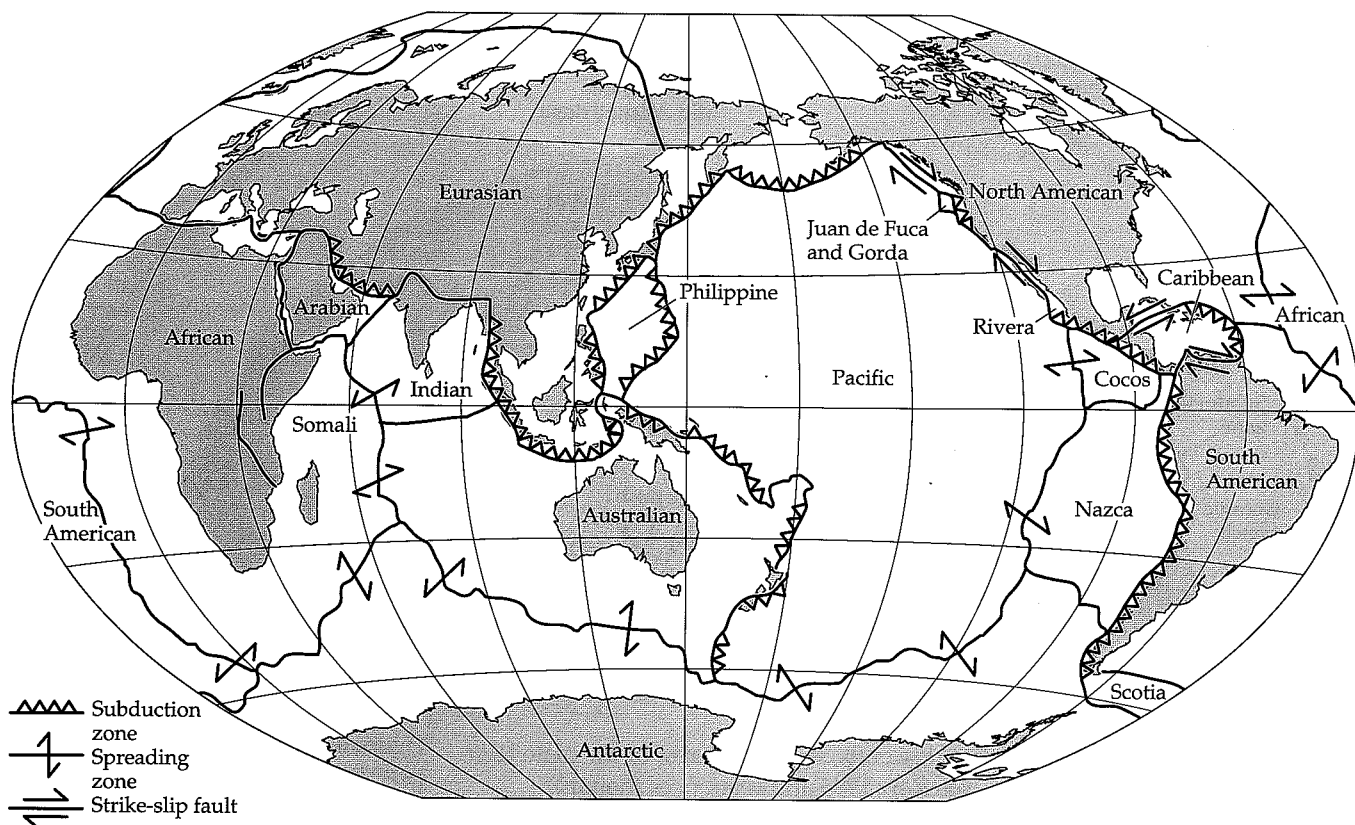 Eurasian
North American
Juan de Fuca
and Gorda
Caribbean
Philippine
Arabian
African
African
Rivera
Pacific
Cocos
Indian
Somali
South
American
South
American
Nazca
Australian
Scotia
Antarctic
Subduction
zone
Spreading
zone
Strike-slip fault